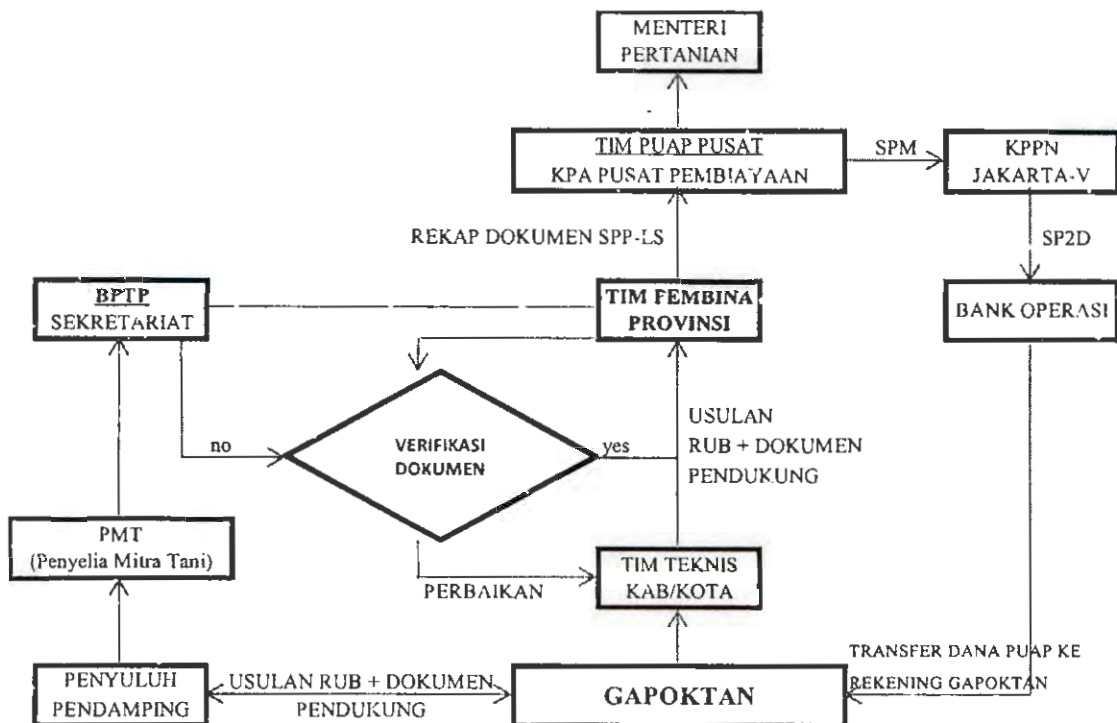 MENTERI
PERTANIAN
TIM PUAP PUSAT
KPA PUSAT PEMBIAYAAN
SPM
KPPN
JAKARTA-V
REKAP DOKUMEN SPP-LS
SP2D
BPTP
SEKRETARIAT
TIM FEMBINA
PROVINSI
BANK OPERASI
no
VERIFIKASI
DOKUMEN
yes
USULAN
RUB + DOKUMEN
PENDUKUNG
PMT
(Penyelia Mitra Tani)
PERBAIKAN
TIM TEKNIS
KAB/KOTA
PENYULUH
PENDAMPING
USULAN RUB + DOKUMEN
PENDUKUNG
GAPOKTAN
TRANSFER DANA PUAP KE
REKENING GAPOKTAN